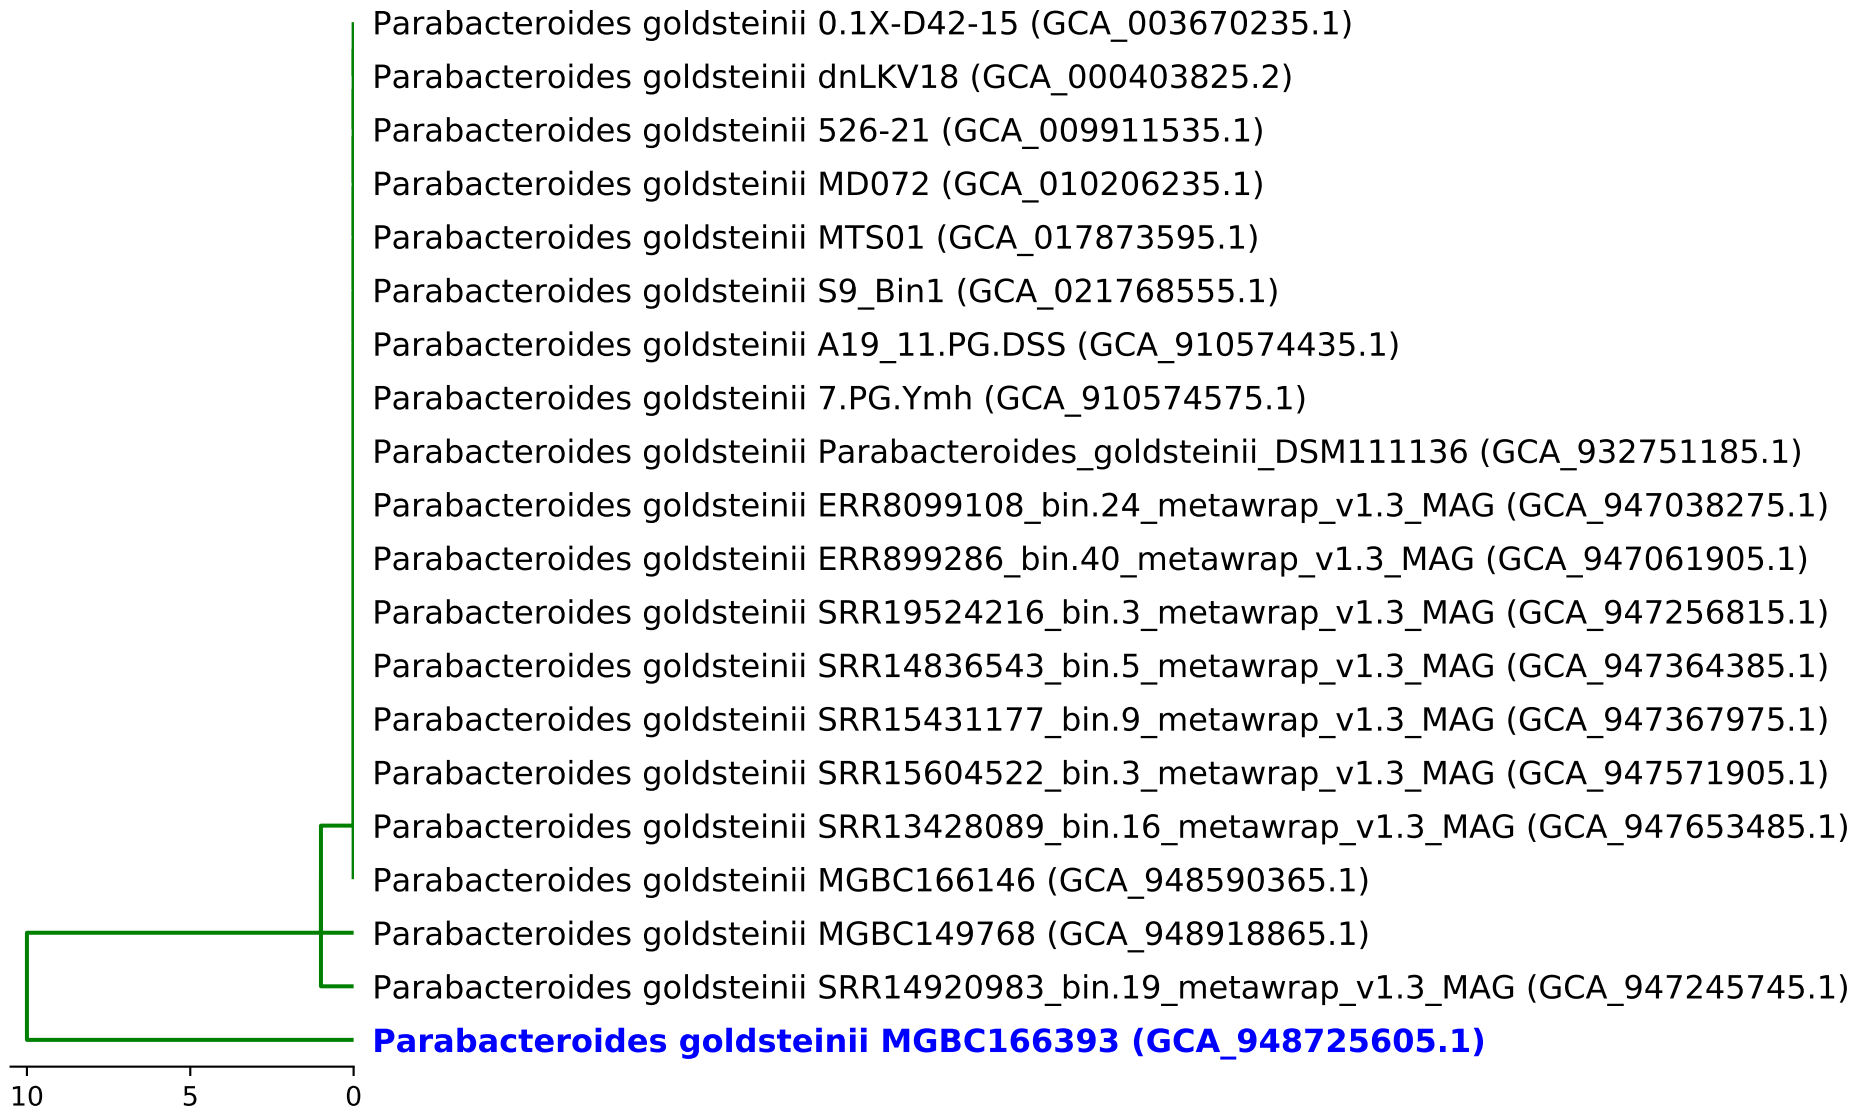 Parabacteroides goldsteinii 0.1X-D42-15 (GCA_003670235.1)
Parabacteroides goldsteinii dnLKV18 (GCA_000403825.2)
Parabacteroides goldsteinii 526-21 (GCA_009911535.1)
Parabacteroides goldsteinii MD072 (GCA_010206235.1)
Parabacteroides goldsteinii MTS01 (GCA_017873595.1)
Parabacteroides goldsteinii S9_Bin1 (GCA_021768555.1)
Parabacteroides goldsteinii A19_11.PG.DSS (GCA_910574435.1)
Parabacteroides goldsteinii 7.PG.Ymh (GCA_910574575.1)
Parabacteroides goldsteinii Parabacteroides_goldsteinii_DSM111136 (GCA_932751185.1)
Parabacteroides goldsteinii ERR8099108_bin.24_metawrap_v1.3_MAG (GCA_947038275.1)
Parabacteroides goldsteinii ERR899286_bin.40_metawrap_v1.3_MAG (GCA_947061905.1)
Parabacteroides goldsteinii SRR19524216_bin.3_metawrap_v1.3_MAG (GCA_947256815.1)
Parabacteroides goldsteinii SRR14836543_bin.5_metawrap_v1.3_MAG (GCA_947364385.1)
Parabacteroides goldsteinii SRR15431177_bin.9_metawrap_v1.3_MAG (GCA_947367975.1)
Parabacteroides goldsteinii SRR15604522_bin.3_metawrap_v1.3_MAG (GCA_947571905.1)
Parabacteroides goldsteinii SRR13428089_bin.16_metawrap_v1.3_MAG (GCA_947653485.1)
Parabacteroides goldsteinii MGBC166146 (GCA_948590365.1)
Parabacteroides goldsteinii MGBC149768 (GCA_948918865.1)
Parabacteroides goldsteinii SRR14920983_bin.19_metawrap_v1.3_MAG (GCA_947245745.1)
Parabacteroides goldsteinii MGBC166393 (GCA_948725605.1)
10 5 0